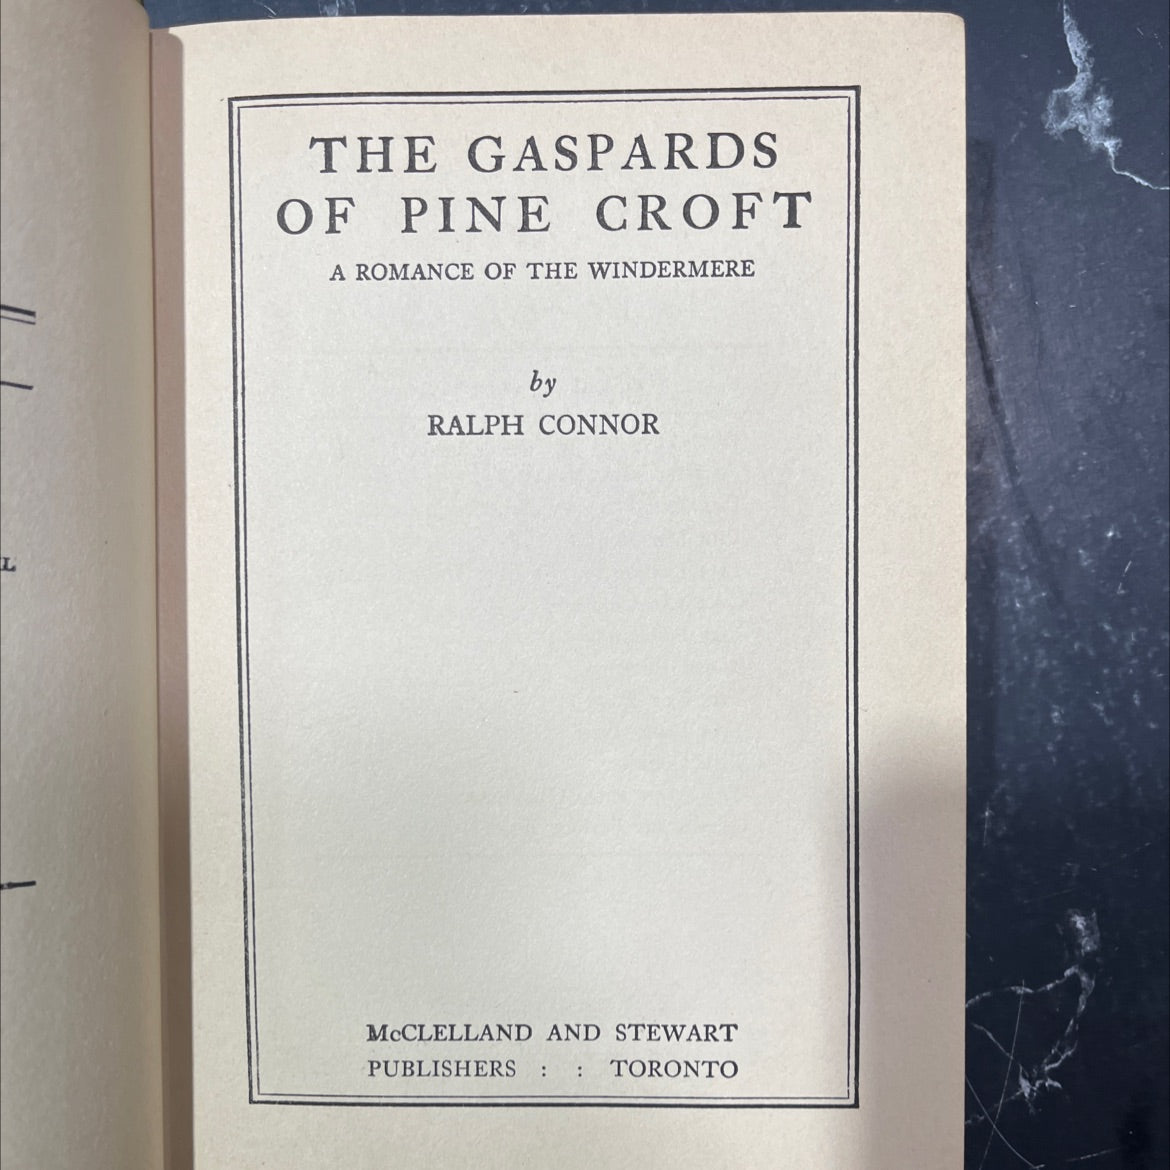 THE GASPARDS
OF PINE CROFT
A ROMANCE OF THE WINDERMERE
by
RALPH CONNOR
McCLELLAND AND STEWART
PUBLISHERS : : TORONTO